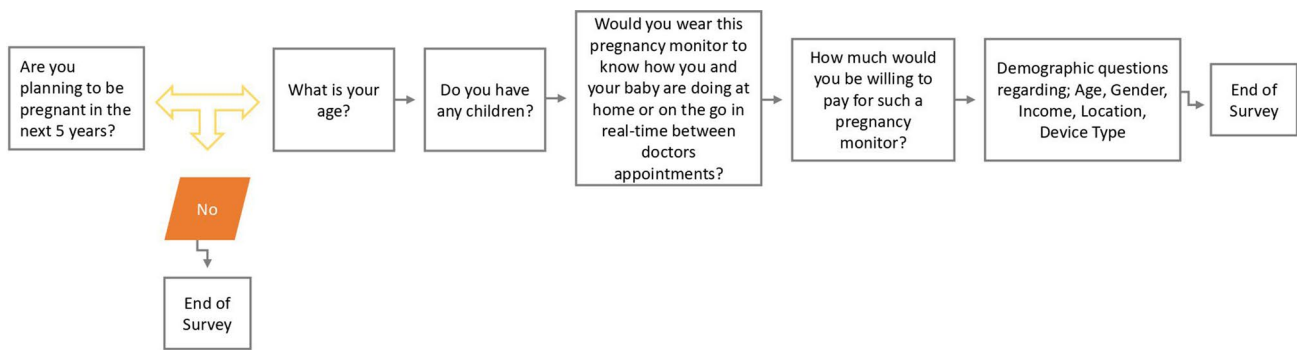 Are you
planning to be
pregnant in the
next 5 years?
What is your
age?
Do you have
any children?
Would you wear this
pregnancy monitor to
know how you and
your baby are doing at
home or on the go in
real-time between
doctors
appointments?
How much would
you be willing to
pay for such a
pregnancy
monitor?
Demographic questions
regarding; Age, Gender,
Income, Location,
Device Type
End of
Survey
No
End of
Survey